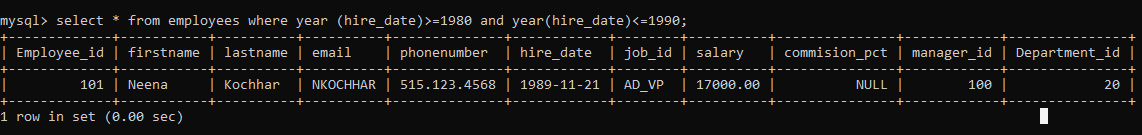 mysql> select * from employees where year (hire_date)>=1980 and year(hire_date)<=1990;
+-------------+-----------+----------+----------+--------------+------------+--------+----------+---------------+------------+---------------+
| Employee_id | firstname | lastname | email    | phonenumber  | hire_date  | job_id | salary   | commision_pct | manager_id | Department_id |
+-------------+-----------+----------+----------+--------------+------------+--------+----------+---------------+------------+---------------+
|         101 | Neena     | Kochhar  | NKOCHHAR | 515.123.4568 | 1989-11-21 | AD_VP  | 17000.00 |          NULL |        100 |            20 |
+-------------+-----------+----------+----------+--------------+------------+--------+----------+---------------+------------+---------------+
1 row in set (0.00 sec)